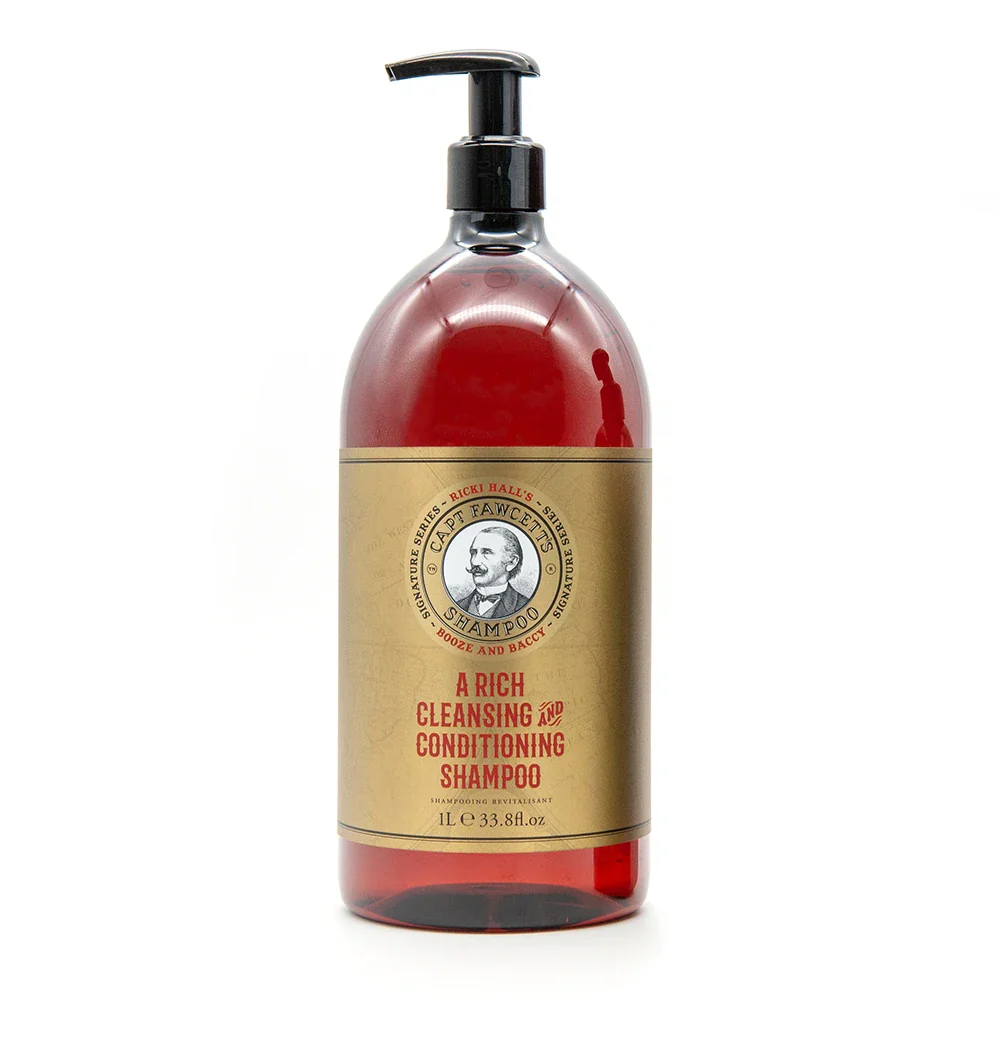 RICKI HALL'S
SIGNATURE SERIES ~ ~ SIGNATURE SERIES
CAPT FAWCETT'S
SHAMPOO
BOOZE AND BACCY
A RICH
CLEANSING AND
CONDITIONING
SHAMPOO
SHAMPOOING REVITALISANT
1L ℮ 33.8fl.oz